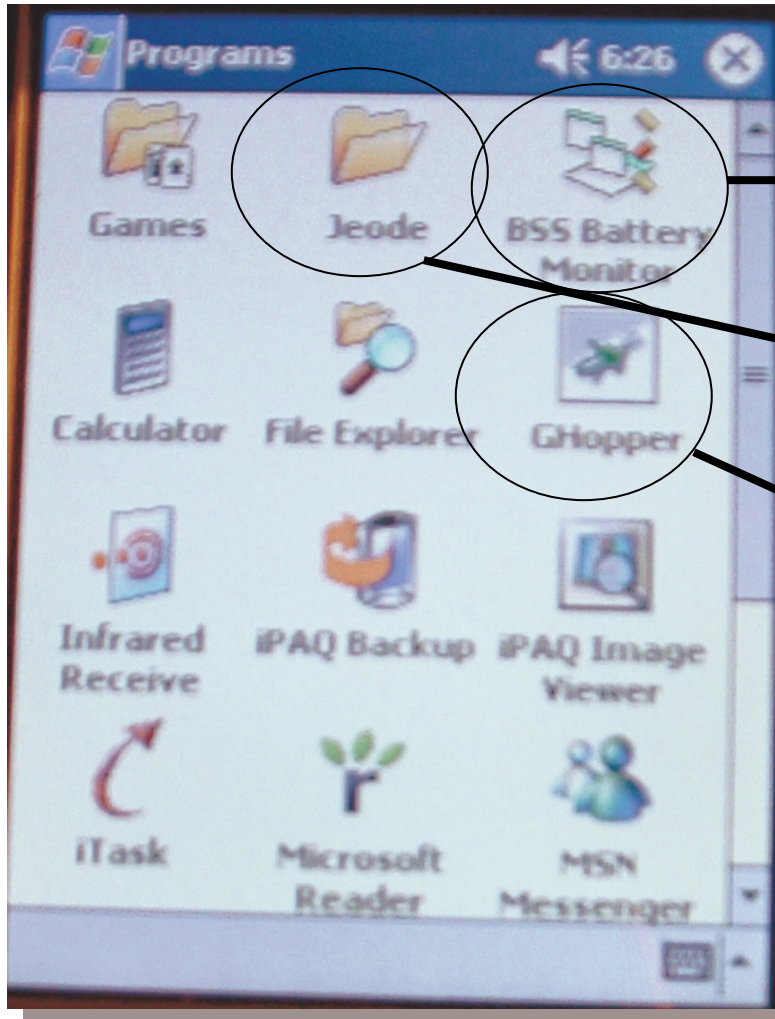 Programs 6:26
Games Jeode BSS Battery
Monitor
Calculator File Explorer GHopper
Infrared iPAQ Backup iPAQ Image
Receive Viewer
iTask Microsoft MSN
Reader Messenger